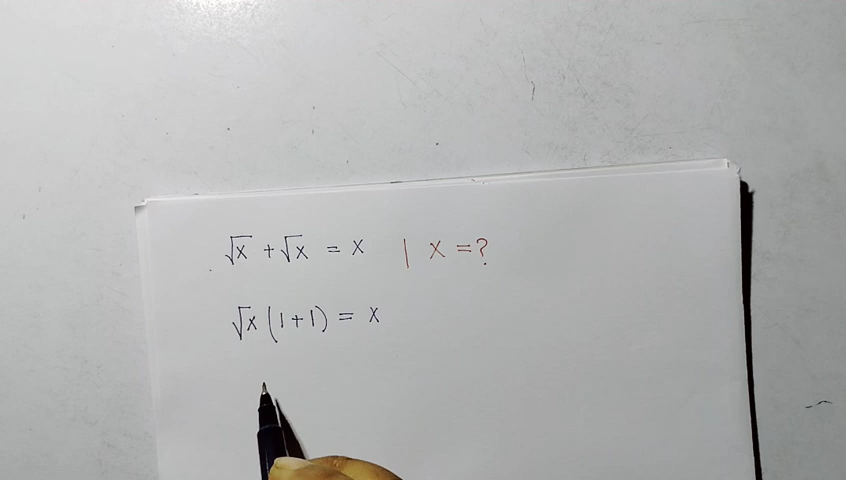 √x + √x = x | x = ?
√x (1+1) = x